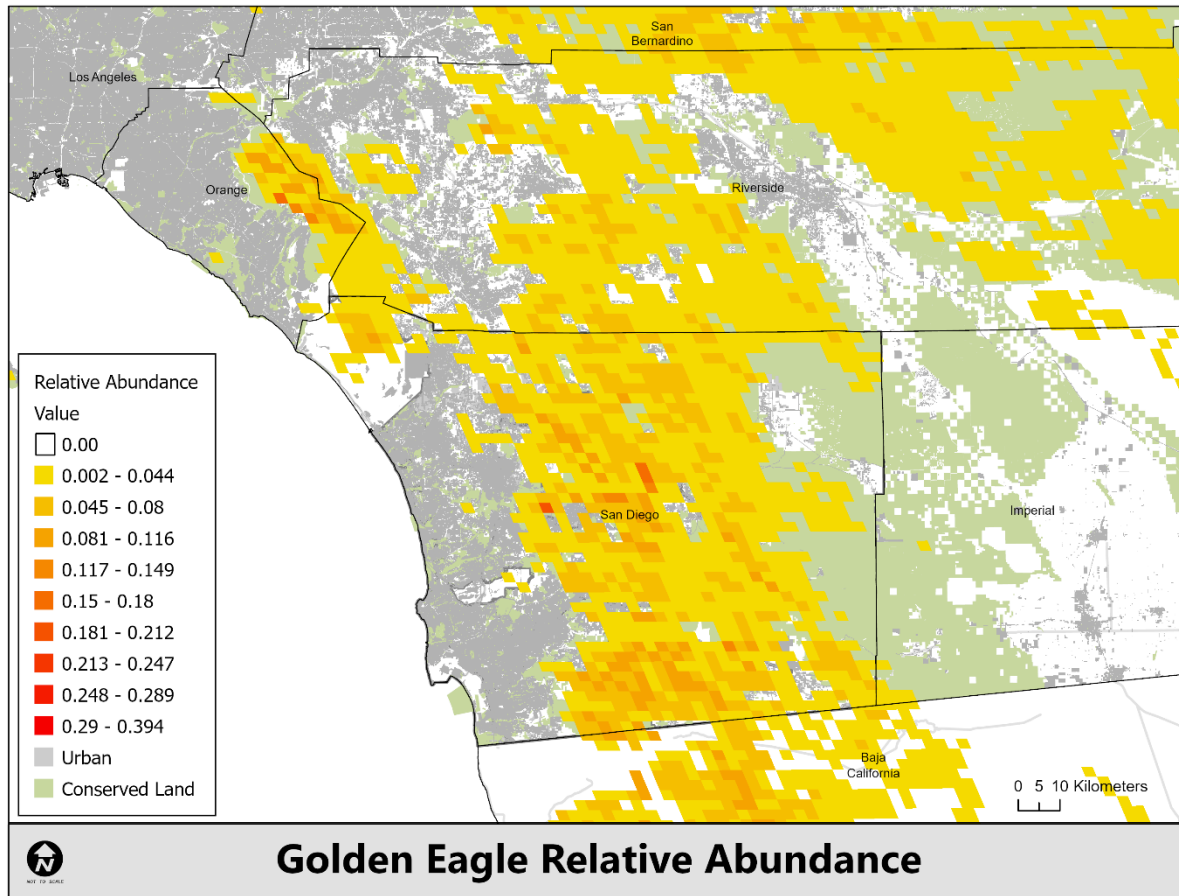 San
Bernardino
Los Angeles
Orange
Riverside
San Diego
Imperial
Baja
California
Relative Abundance
Value
0.00
0.002 - 0.044
0.045 - 0.08
0.081 - 0.116
0.117 - 0.149
0.15 - 0.18
0.181 - 0.212
0.213 - 0.247
0.248 - 0.289
0.29 - 0.394
Urban
Conserved Land
0 5 10 Kilometers
N
NOT TO SCALE
Golden Eagle Relative Abundance